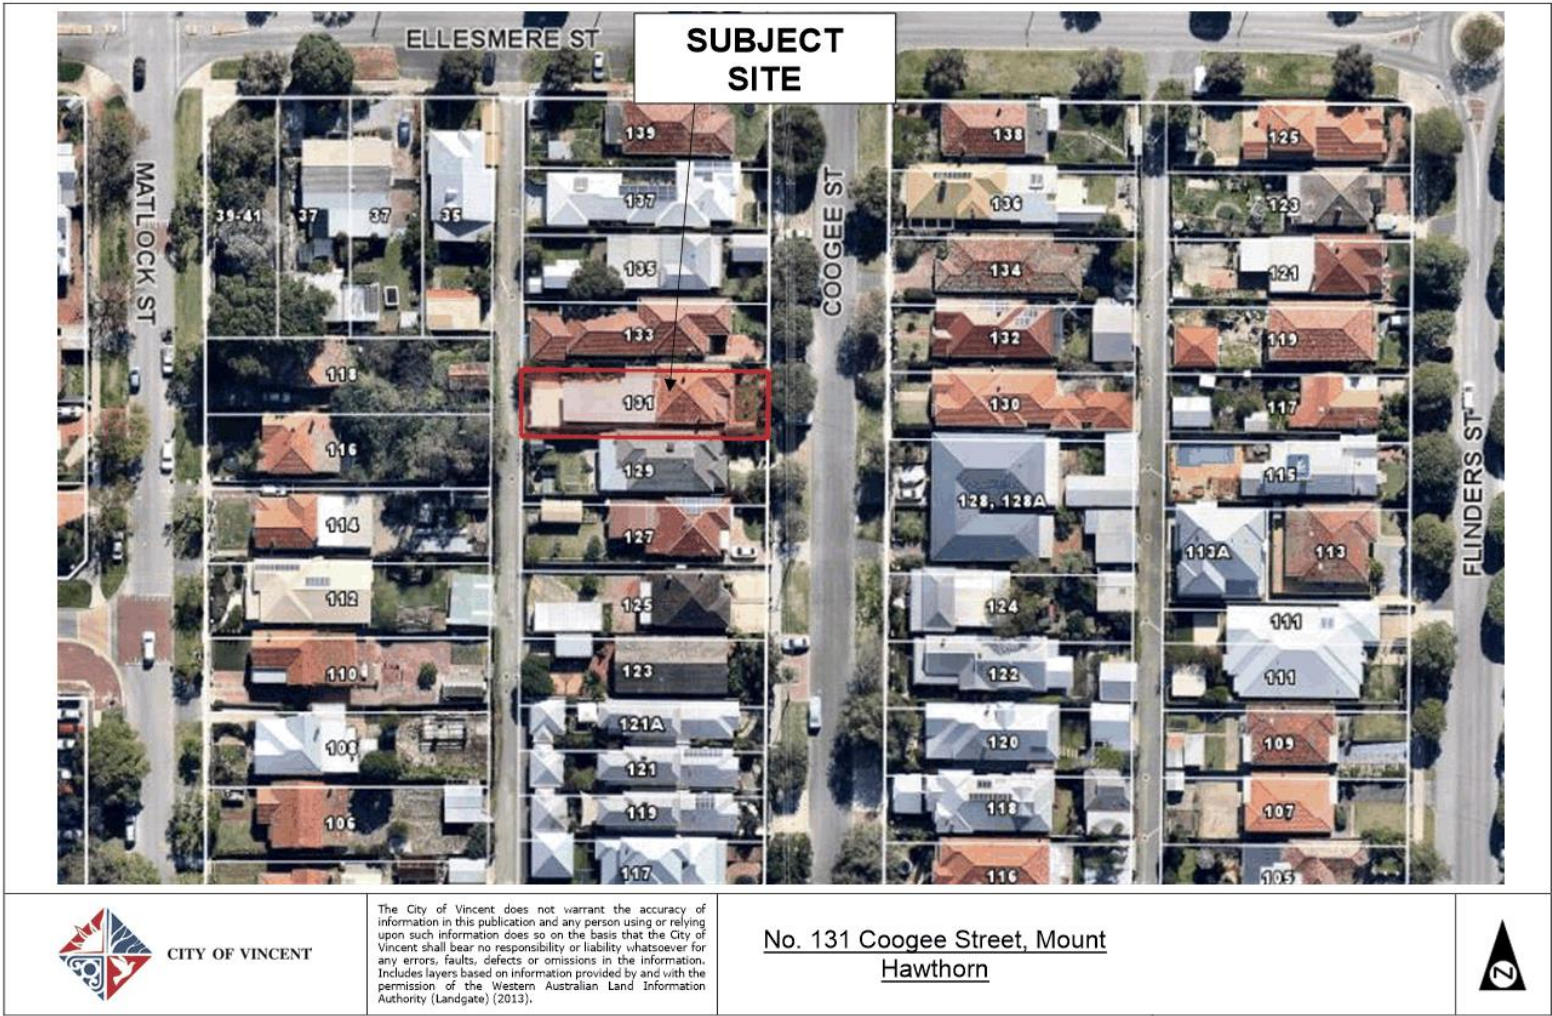 ELLESMERE ST
SUBJECT
SITE
MATLOCK ST
COOGEE ST
FLINDERS ST
139
138
125
137
136
123
39-41
37
37
35
135
134
121
133
132
119
118
131
130
117
116
129
128, 128A
115
114
127
113A
113
112
125
124
111
110
123
122
111
108
121A
120
109
121
106
119
118
107
117
116
105
CITY OF VINCENT
The City of Vincent does not warrant the accuracy of
information in this publication and any person using or relying
upon such information does so on the basis that the City of
Vincent shall bear no responsibility or liability whatsoever for
any errors, faults, defects or omissions in the information.
Includes layers based on information provided by and with the
permission of the Western Australian Land Information
Authority (Landgate) (2013).
No. 131 Coogee Street, Mount
Hawthorn
N